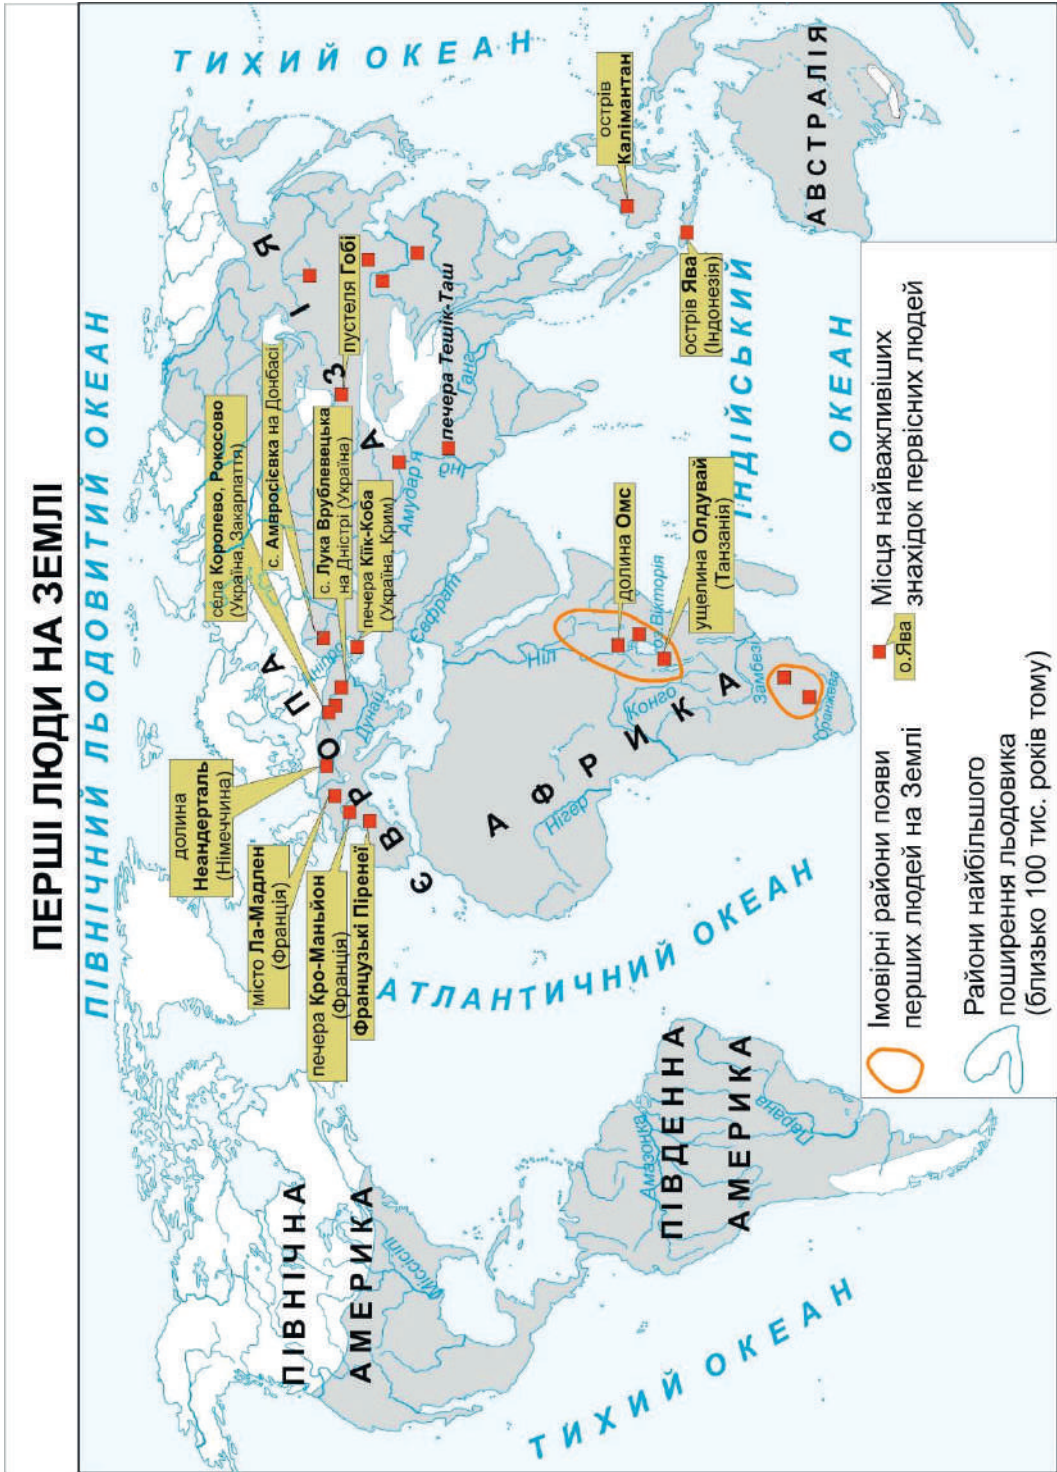 ПЕРШІ ЛЮДИ НА ЗЕМЛІ
ПІВНІЧНИЙ ЛЬОДОВИТИЙ ОКЕАН
ТИХИЙ ОКЕАН
ПІВНІЧНА
АМЕРИКА
Міссісіпі
ТИХИЙ ОКЕАН
ПІВДЕННА
АМЕРИКА
Амазонка
Парана
АТЛАНТИЧНИЙ ОКЕАН
ЄВРОПА
долина
Неандерталь
(Німеччина)
місто Ла-Мадлен
(Франція)
печера Кро-Маньйон
(Франція)
Французькі Піренеї
села Королево, Рокосово
(Україна, Закарпаття)
с. Амвросієвка на Донбасі
с. Лука Врублевецька
на Дністрі (Україна)
печера Кіїк-Коба
(Україна, Крим)
Дніпро
Дунай
АЗІЯ
пустеля Гобі
печера Тешік-Таш
Амудар'я
Інд
Ганг
Євфрат
АФРИКА
Ніл
Нігер
Конго
оз.Вікторія
Замбезі
Оранжева
долина Омс
ущелина Олдувай
(Танзанія)
ІНДІЙСЬКИЙ
ОКЕАН
острів
Калімантан
острів Ява
(Індонезія)
АВСТРАЛІЯ
Імовірні райони появи
перших людей на Землі
Райони найбільшого
поширення льодовика
(близько 100 тис. років тому)
о.Ява
Місця найважливіших
знахідок первісних людей